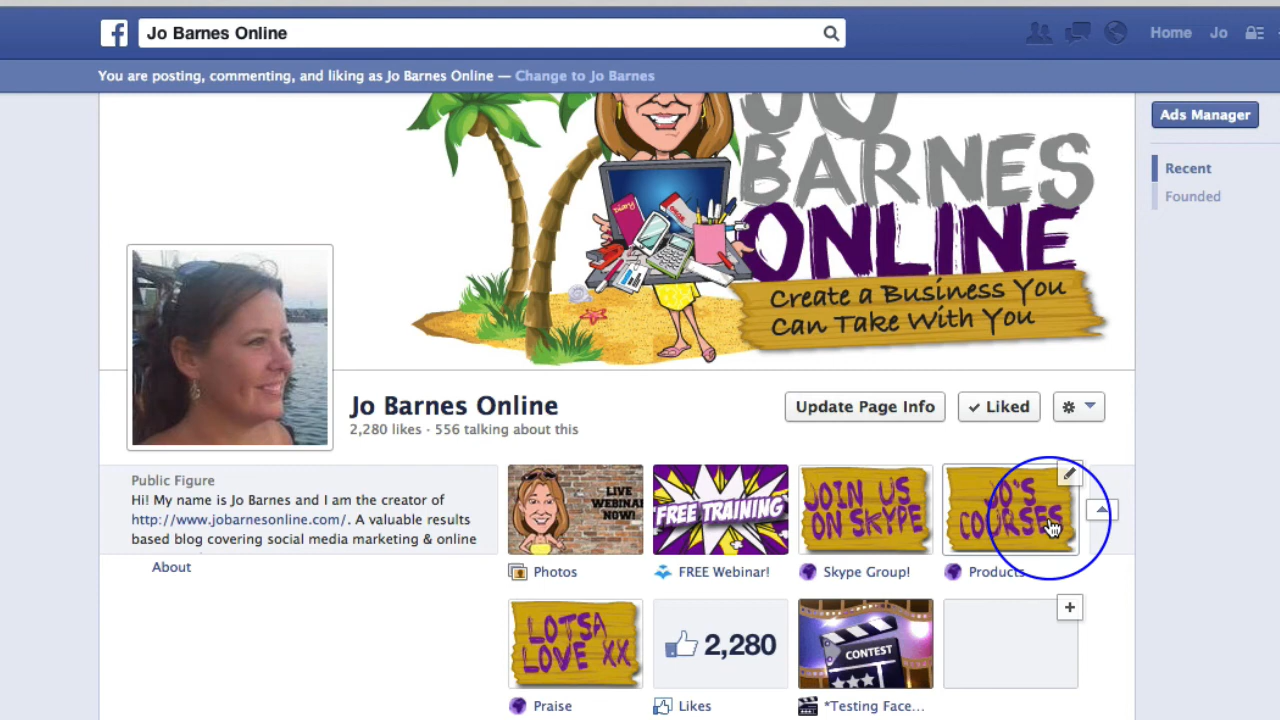 Jo Barnes Online
Home Jo
You are posting, commenting, and liking as Jo Barnes Online — Change to Jo Barnes
Ads Manager
Recent
Founded
JO
BARNES
ONLINE
Create a Business You
Can Take With You
Jo Barnes Online
2,280 likes · 556 talking about this
Update Page Info
Liked
Public Figure
Hi! My name is Jo Barnes and I am the creator of
http://www.jobarnesonline.com/. A valuable results
based blog covering social media marketing & online
About
LIVE
WEBINAR
NOW!
FREE TRAINING
JOIN US
ON SKYPE
JO'S
COURSES
Photos
FREE Webinar!
Skype Group!
Products
LOTSA
LOVE XX
2,280
CONTEST
Praise
Likes
*Testing Face...